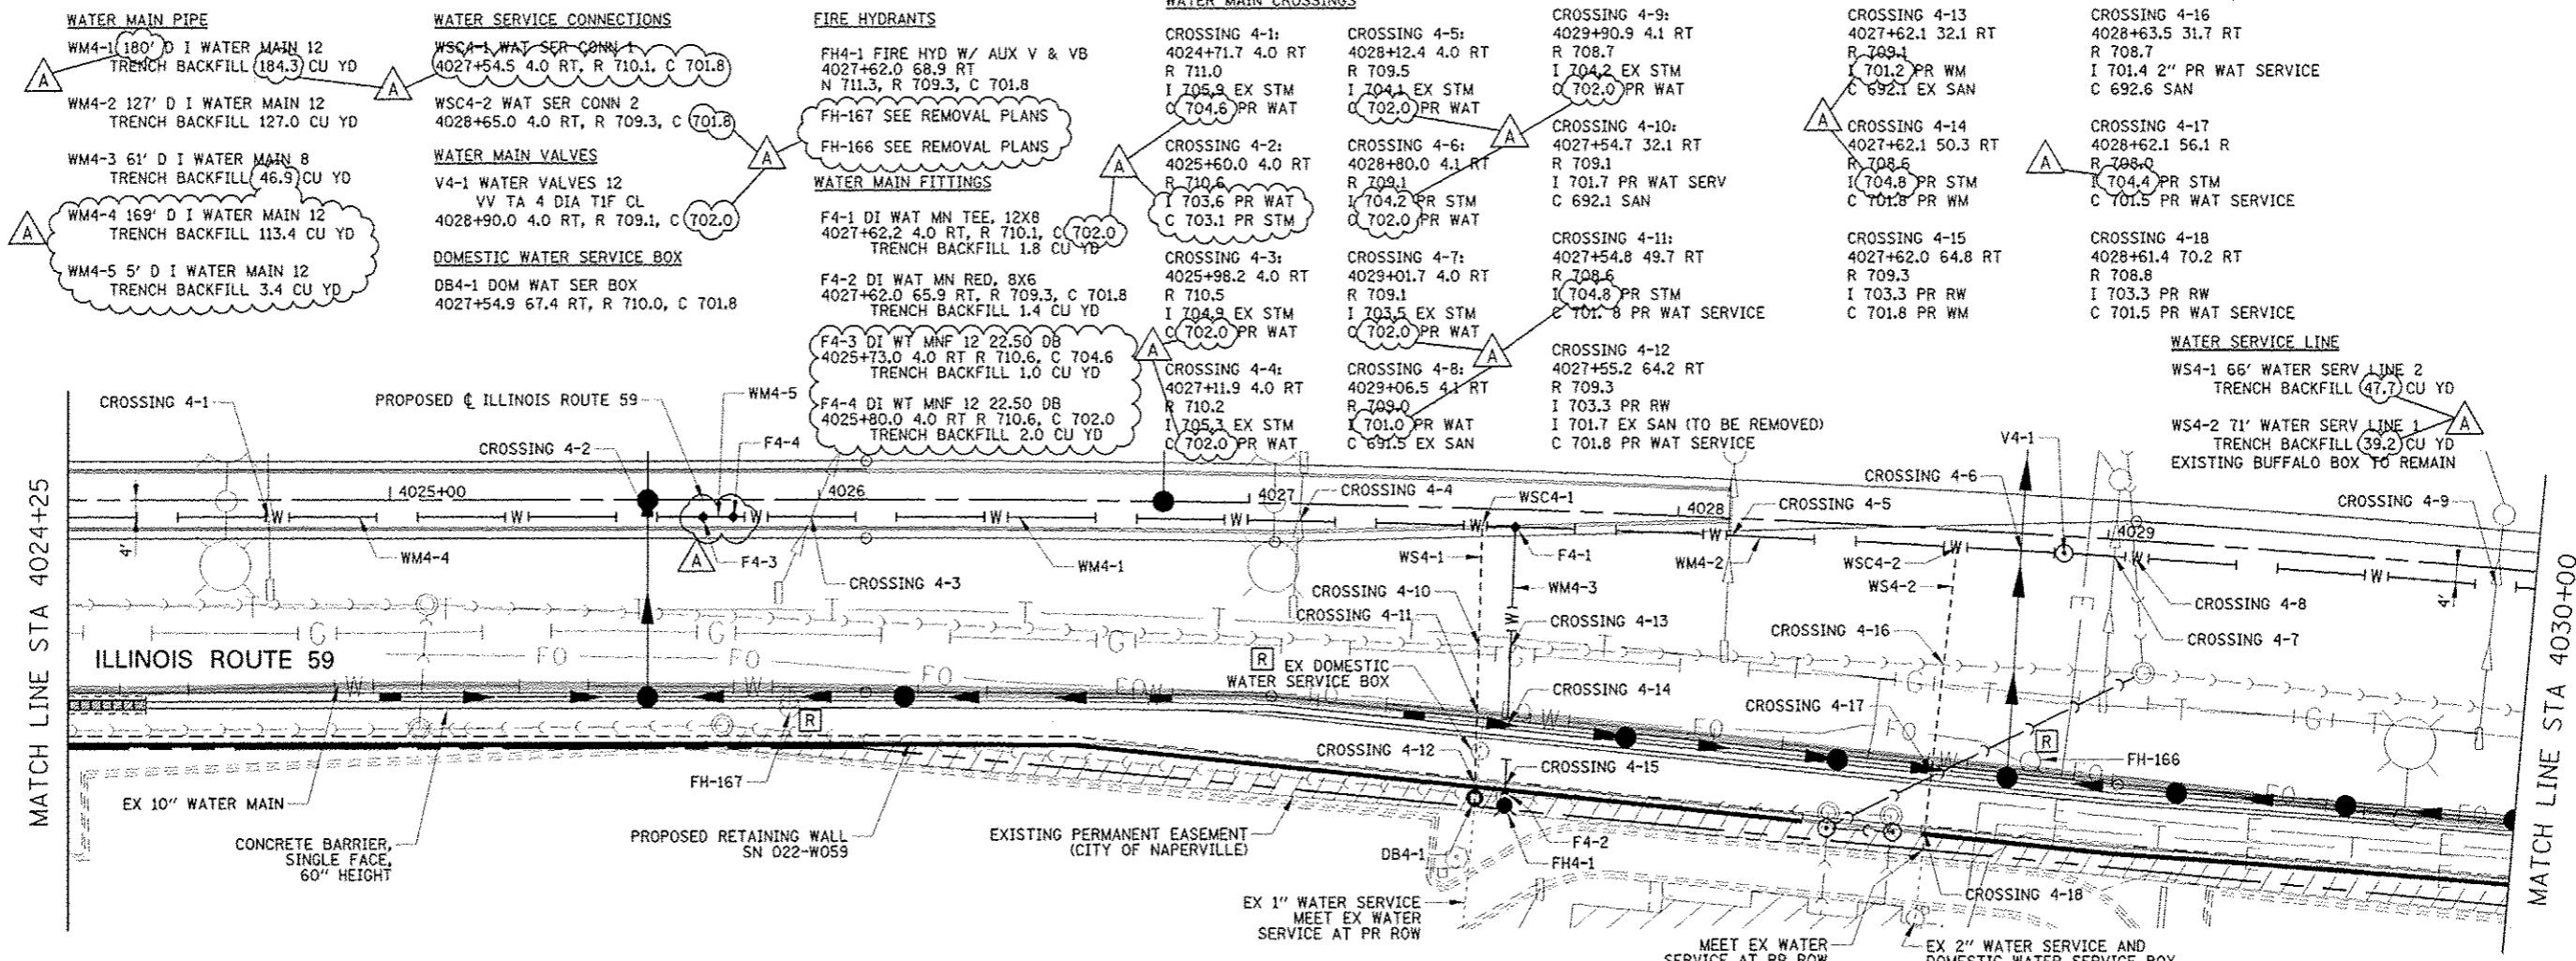 WATER MAIN PIPE
WM4-1 180' D I WATER MAIN 12
TRENCH BACKFILL 184.3 CU YD
A
WM4-2 127' D I WATER MAIN 12
TRENCH BACKFILL 127.0 CU YD
WM4-3 61' D I WATER MAIN 8
TRENCH BACKFILL 46.9 CU YD
A
WM4-4 169' D I WATER MAIN 12
TRENCH BACKFILL 113.4 CU YD
WM4-5 5' D I WATER MAIN 12
TRENCH BACKFILL 3.4 CU YD
WATER SERVICE CONNECTIONS
WSC4-1 WAT SER CONN 1
4027+54.5 4.0 RT, R 710.1, C 701.8
A
WSC4-2 WAT SER CONN 2
4028+65.0 4.0 RT, R 709.3, C 701.8
A
WATER MAIN VALVES
V4-1 WATER VALVES 12
VV TA 4 DIA T1F CL
4028+90.0 4.0 RT, R 709.1, C 702.0
DOMESTIC WATER SERVICE BOX
DB4-1 DOM WAT SER BOX
4027+54.9 67.4 RT, R 710.0, C 701.8
FIRE HYDRANTS
FH4-1 FIRE HYD W/ AUX V & VB
4027+62.0 68.9 RT
N 711.3, R 709.3, C 701.8
FH-167 SEE REMOVAL PLANS
FH-166 SEE REMOVAL PLANS
WATER MAIN FITTINGS
F4-1 DI WAT MN TEE, 12X8
4027+62.2 4.0 RT, R 710.1, C 702.0
TRENCH BACKFILL 1.8 CU YD
F4-2 DI WAT MN RED, 8X6
4027+62.0 65.9 RT, R 709.3, C 701.8
TRENCH BACKFILL 1.4 CU YD
F4-3 DI WT MNF 12 22.50 DB
4025+73.0 4.0 RT R 710.6, C 704.6
TRENCH BACKFILL 1.0 CU YD
F4-4 DI WT MNF 12 22.50 DB
4025+80.0 4.0 RT R 710.6, C 702.0
TRENCH BACKFILL 2.0 CU YD
WATER MAIN CROSSINGS
CROSSING 4-1:
4024+71.7 4.0 RT
R 711.0
I 705.9 EX STM
C 704.6 PR WAT
A
CROSSING 4-2:
4025+60.0 4.0 RT
R 710.6
I 703.6 PR WAT
C 703.1 PR STM
CROSSING 4-3:
4025+98.2 4.0 RT
R 710.5
I 704.9 EX STM
C 702.0 PR WAT
A
CROSSING 4-4:
4027+11.9 4.0 RT
R 710.2
I 705.3 EX STM
C 702.0 PR WAT
CROSSING 4-5:
4028+12.4 4.0 RT
R 709.5
I 704.1 EX STM
C 702.0 PR WAT
A
CROSSING 4-6:
4028+80.0 4.1 RT
R 709.1
I 704.2 PR STM
C 702.0 PR WAT
CROSSING 4-7:
4029+01.7 4.0 RT
R 709.1
I 703.5 EX STM
C 702.0 PR WAT
A
CROSSING 4-8:
4029+06.5 4.1 RT
R 709.0
I 701.0 PR WAT
C 691.5 EX SAN
CROSSING 4-9:
4029+90.9 4.1 RT
R 708.7
I 704.2 EX STM
C 702.0 PR WAT
CROSSING 4-10:
4027+54.7 32.1 RT
R 709.1
I 701.7 PR WAT SERV
C 692.1 SAN
CROSSING 4-11:
4027+54.8 49.7 RT
R 708.6
I 704.8 PR STM
C 701.8 PR WAT SERVICE
CROSSING 4-12
4027+55.2 64.2 RT
R 709.3
I 703.3 PR RW
I 701.7 EX SAN (TO BE REMOVED)
C 701.8 PR WAT SERVICE
CROSSING 4-13
4027+62.1 32.1 RT
R 709.1
I 701.2 PR WM
C 692.1 EX SAN
A
CROSSING 4-14
4027+62.1 50.3 RT
R 708.6
I 704.8 PR STM
C 701.8 PR WM
CROSSING 4-15
4027+62.0 64.8 RT
R 709.3
I 703.3 PR RW
C 701.8 PR WM
CROSSING 4-16
4028+63.5 31.7 RT
R 708.7
I 701.4 2" PR WAT SERVICE
C 692.6 SAN
CROSSING 4-17
4028+62.1 56.1 R
A
R 708.0
I 704.4 PR STM
C 701.5 PR WAT SERVICE
CROSSING 4-18
4028+61.4 70.2 RT
R 708.8
I 703.3 PR RW
C 701.5 PR WAT SERVICE
WATER SERVICE LINE
WS4-1 66' WATER SERV LINE 2
TRENCH BACKFILL 47.7 CU YD
A
WS4-2 71' WATER SERV LINE 1
TRENCH BACKFILL 39.2 CU YD
EXISTING BUFFALO BOX TO REMAIN
CROSSING 4-1
PROPOSED ℄ ILLINOIS ROUTE 59
WM4-5
CROSSING 4-2
F4-4
V4-1
CROSSING 4-6
CROSSING 4-9
4025+00
4026
4027
CROSSING 4-4
WSC4-1
4028
CROSSING 4-5
4029
MATCH LINE STA 4024+25
4'
W W W W W W W W W
WM4-4
A
F4-3
CROSSING 4-3
WM4-1
WS4-1
F4-1
WM4-2
WSC4-2
WS4-2
4'
CROSSING 4-8
CROSSING 4-10
WM4-3
CROSSING 4-11
W
CROSSING 4-13
CROSSING 4-16
CROSSING 4-7
G G G G G G
T T T T T
E
ILLINOIS ROUTE 59
FO FO FO FO FO FO FO FO
W W W W
R
EX DOMESTIC
WATER SERVICE BOX
CROSSING 4-14
CROSSING 4-17
R
R
FH-166
CROSSING 4-12
CROSSING 4-15
EX 10" WATER MAIN
FH-167
CONCRETE BARRIER,
SINGLE FACE,
60" HEIGHT
PROPOSED RETAINING WALL
SN 022-W059
EXISTING PERMANENT EASEMENT
(CITY OF NAPERVILLE)
DB4-1
F4-2
FH4-1
CROSSING 4-18
EX 1" WATER SERVICE
MEET EX WATER
SERVICE AT PR ROW
MEET EX WATER
SERVICE AT PR ROW
EX 2" WATER SERVICE AND
DOMESTIC WATER SERVICE BOX
MATCH LINE STA 4030+00